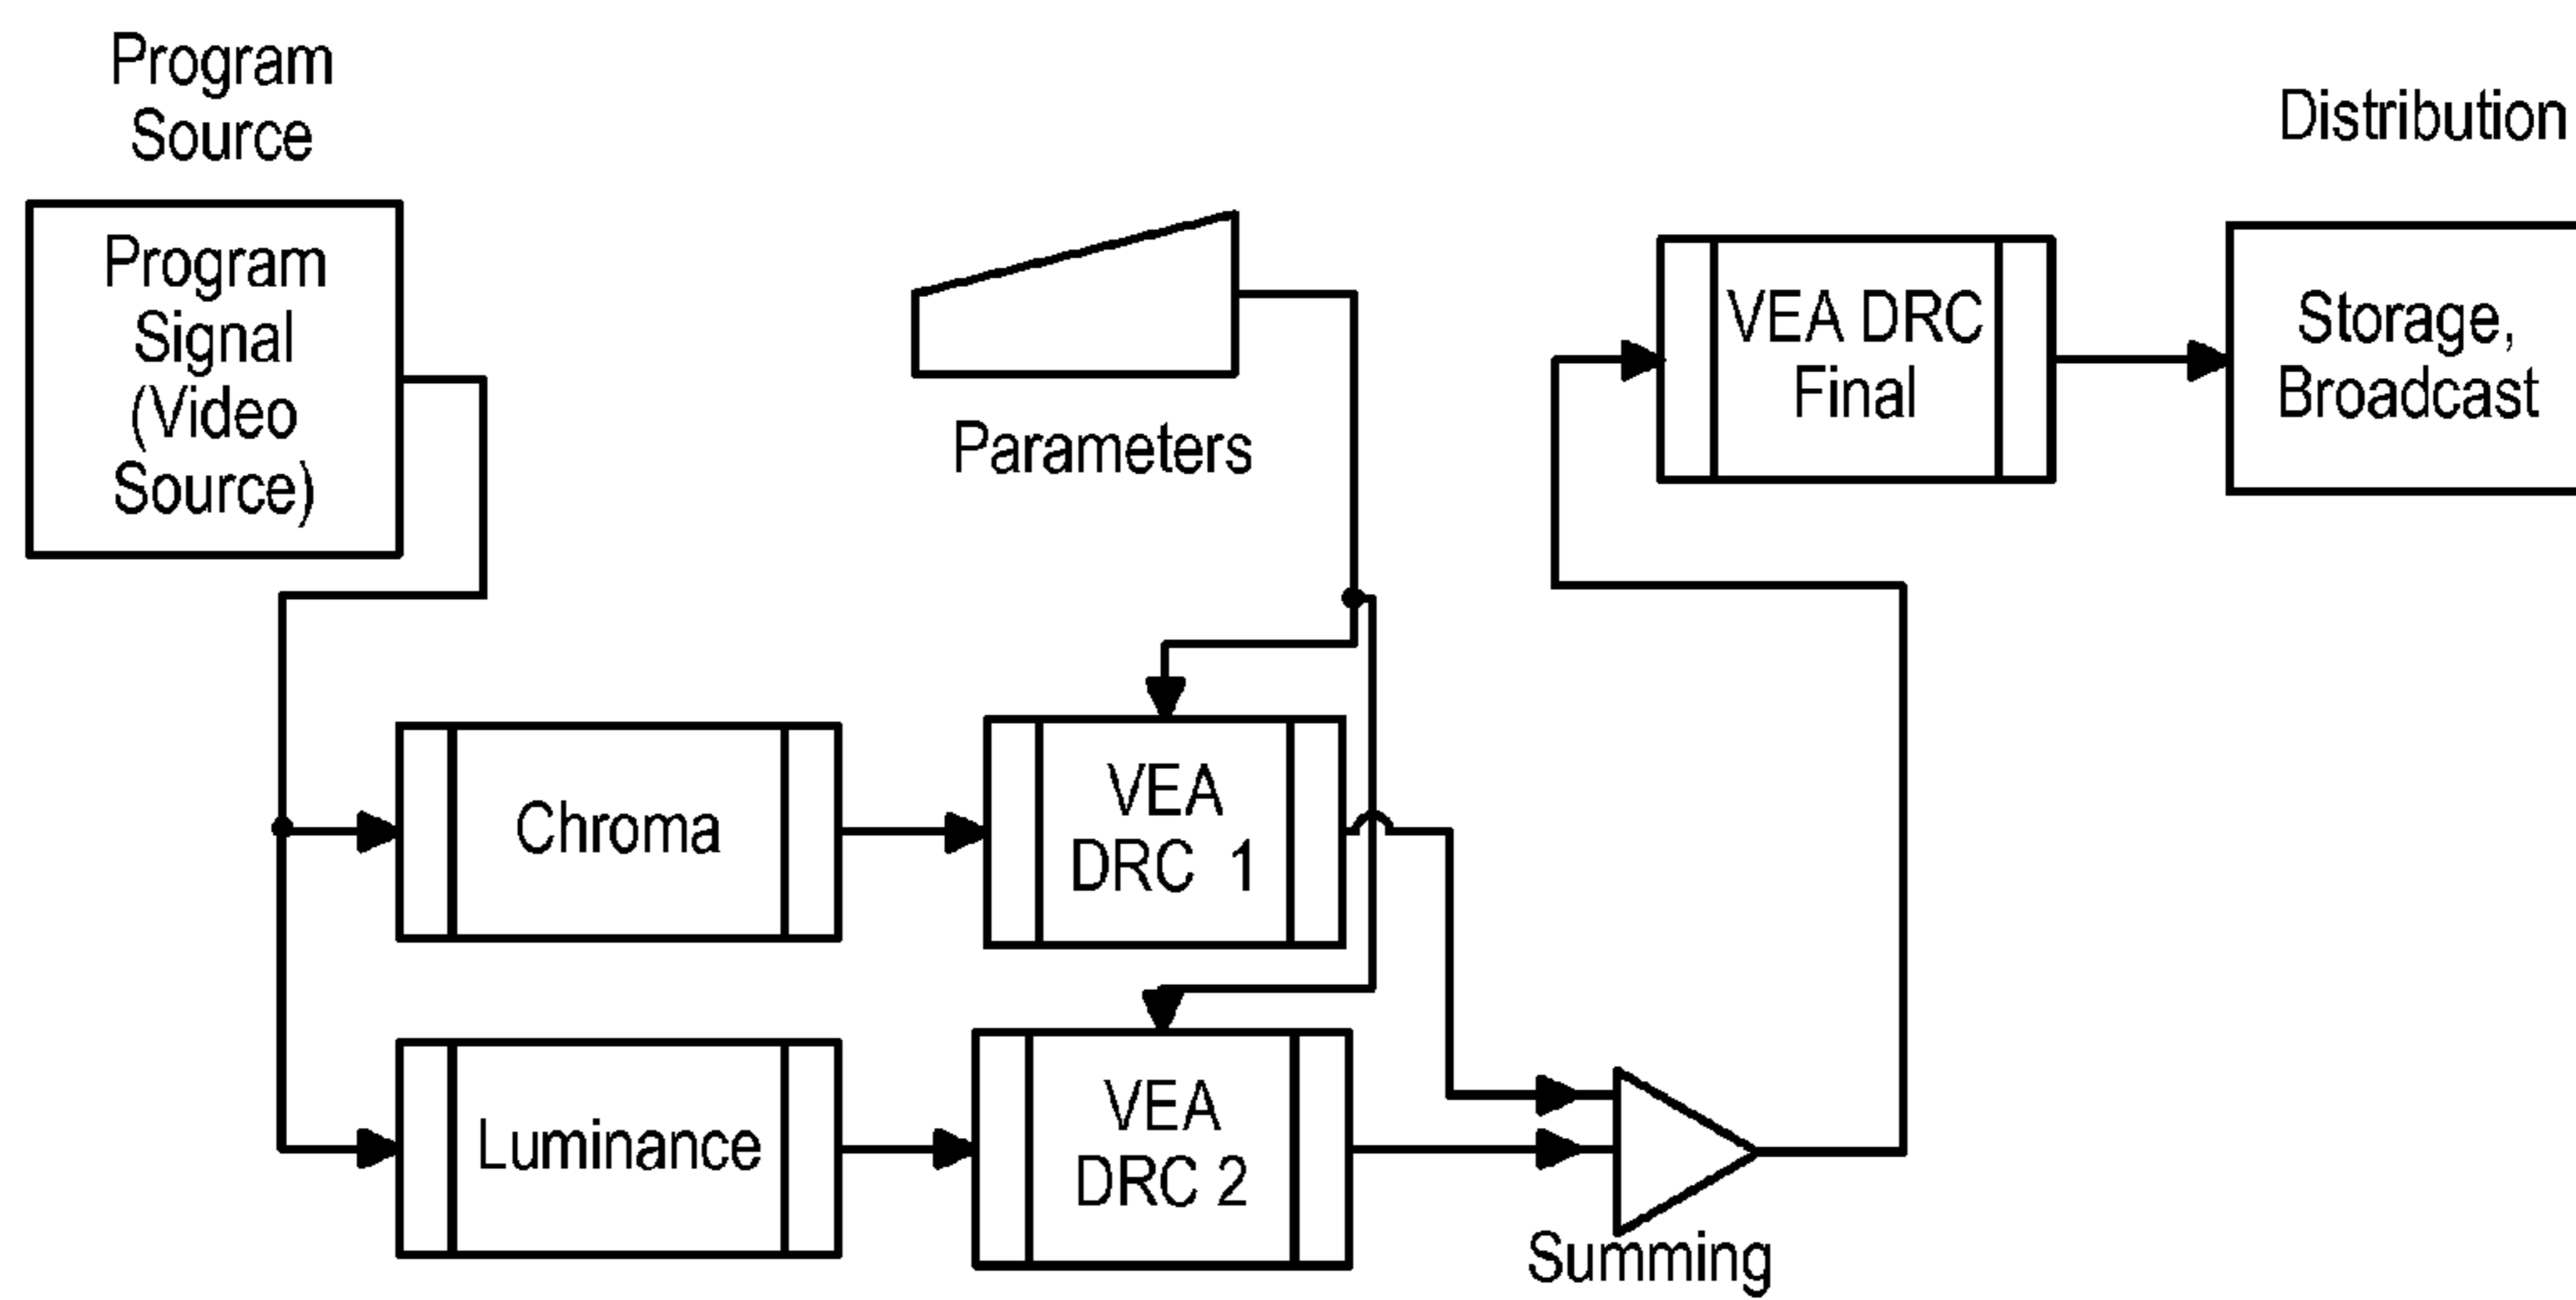 Program
Source
Program
Signal
(Video
Source)
Parameters
VEA DRC
Final
Distribution
Storage,
Broadcast
Chroma
VEA
DRC 1
Luminance
VEA
DRC 2
Summing